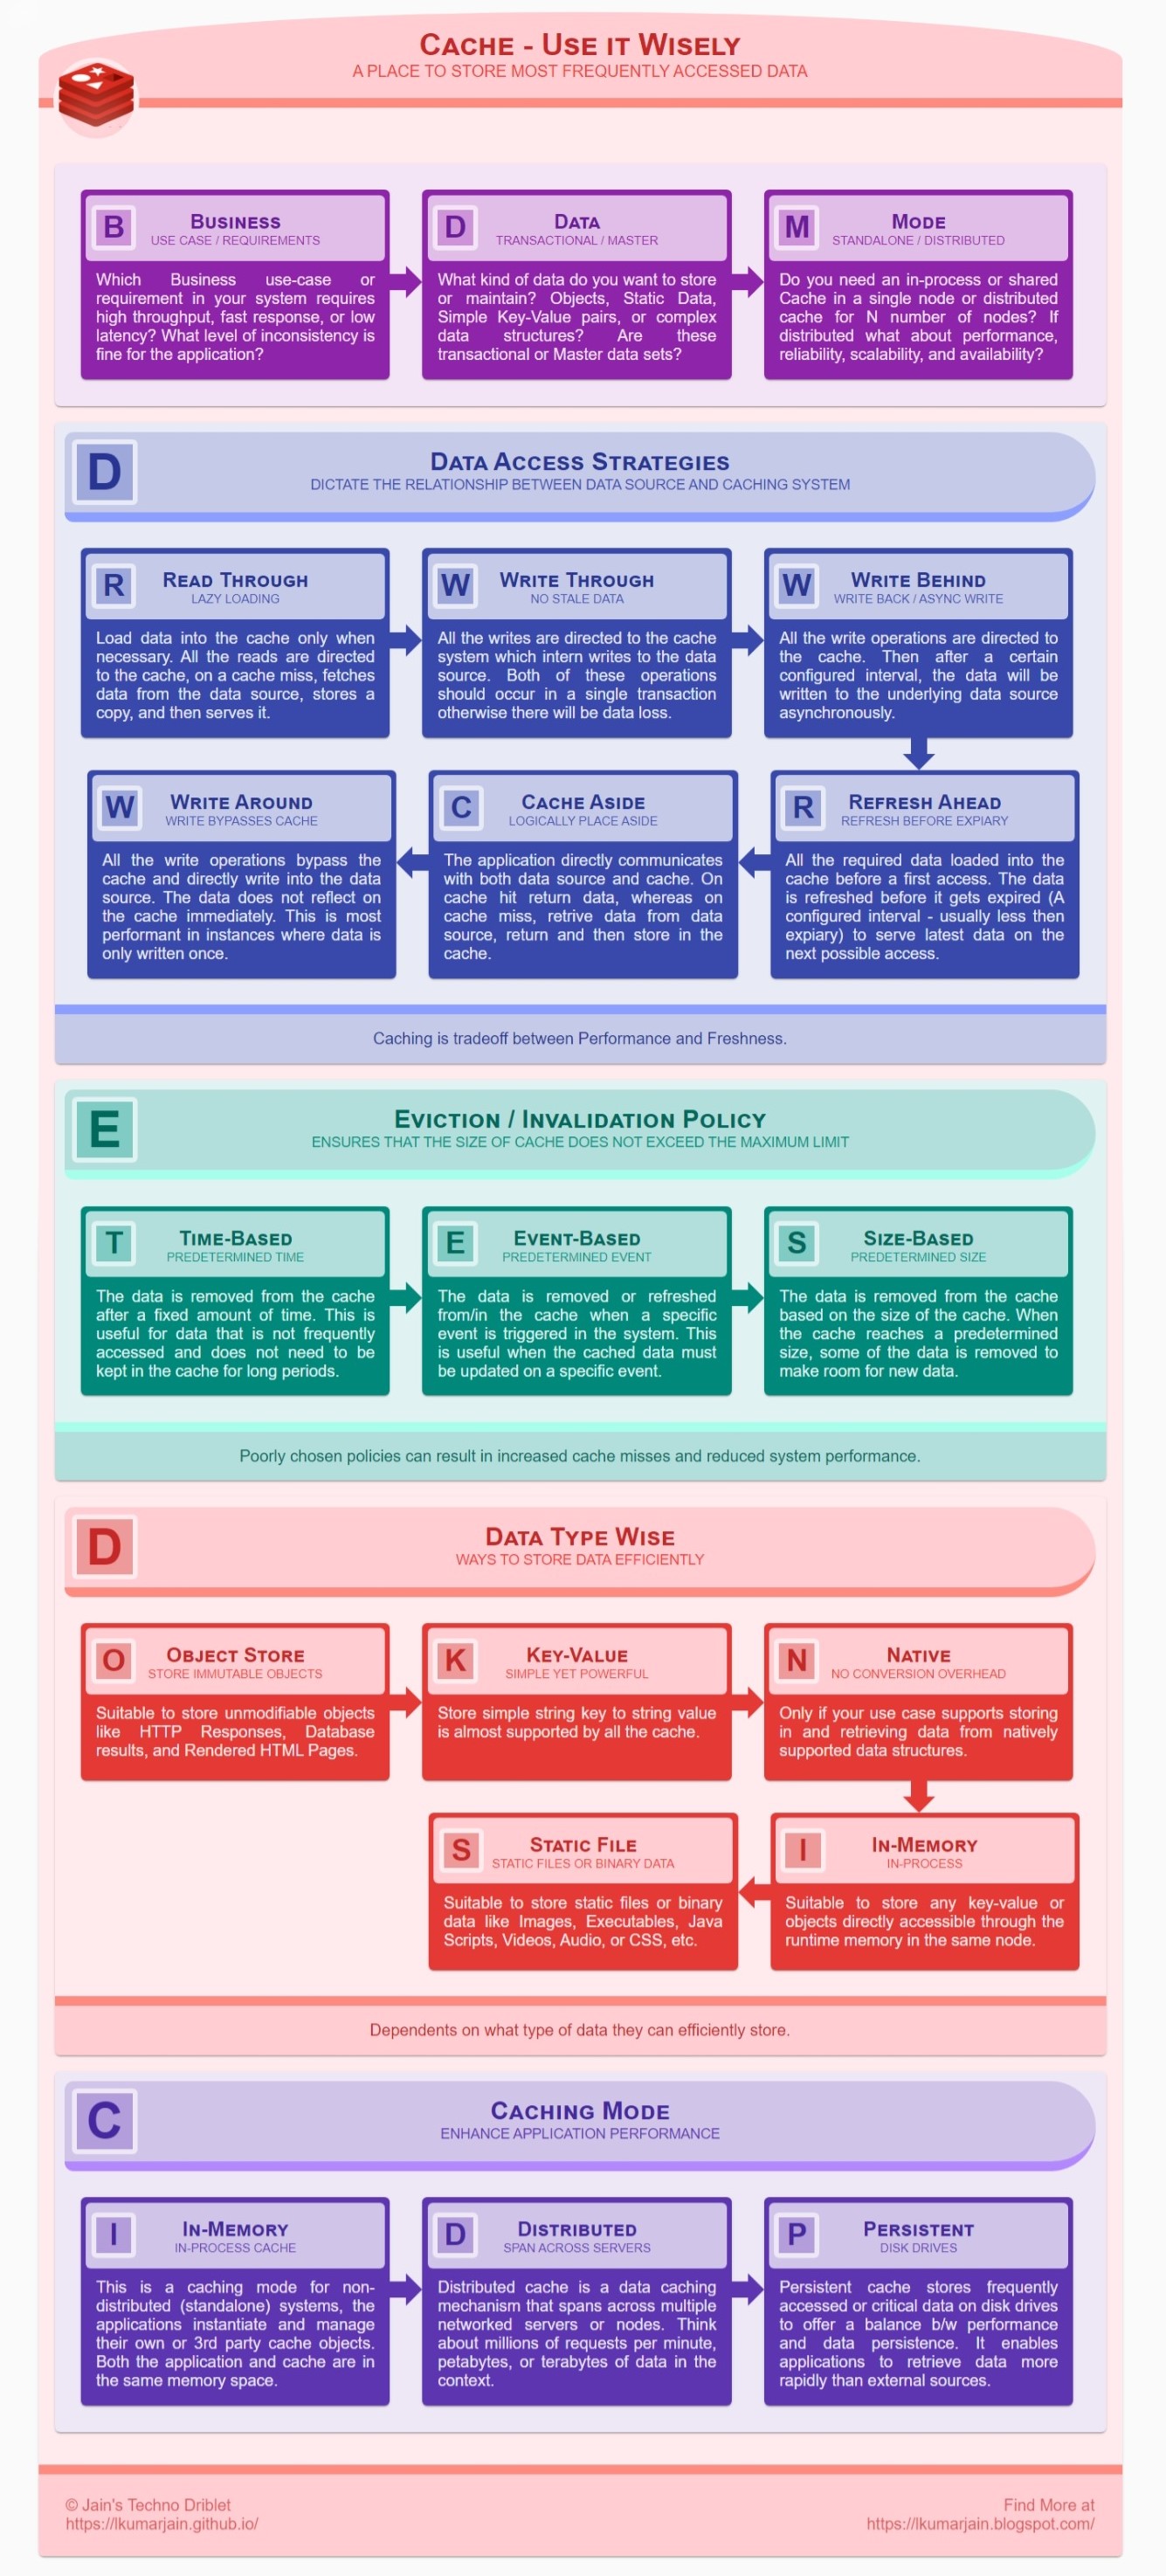 CACHE - USE IT WISELY
A PLACE TO STORE MOST FREQUENTLY ACCESSED DATA
B
BUSINESS
USE CASE / REQUIREMENTS
Which Business use-case or
requirement in your system requires
high throughput, fast response, or low
latency? What level of inconsistency is
fine for the application?
D
DATA
TRANSACTIONAL / MASTER
What kind of data do you want to store
or maintain? Objects, Static Data,
Simple Key-Value pairs, or complex
data structures? Are these
transactional or Master data sets?
M
MODE
STANDALONE / DISTRIBUTED
Do you need an in-process or shared
Cache in a single node or distributed
cache for N number of nodes? If
distributed what about performance,
reliability, scalability, and availability?
D
DATA ACCESS STRATEGIES
DICTATE THE RELATIONSHIP BETWEEN DATA SOURCE AND CACHING SYSTEM
R
READ THROUGH
LAZY LOADING
Load data into the cache only when
necessary. All the reads are directed
to the cache, on a cache miss, fetches
data from the data source, stores a
copy, and then serves it.
W
WRITE THROUGH
NO STALE DATA
All the writes are directed to the cache
system which intern writes to the data
source. Both of these operations
should occur in a single transaction
otherwise there will be data loss.
W
WRITE BEHIND
WRITE BACK / ASYNC WRITE
All the write operations are directed to
the cache. Then after a certain
configured interval, the data will be
written to the underlying data source
asynchronously.
W
WRITE AROUND
WRITE BYPASSES CACHE
All the write operations bypass the
cache and directly write into the data
source. The data does not reflect on
the cache immediately. This is most
performant in instances where data is
only written once.
C
CACHE ASIDE
LOGICALLY PLACE ASIDE
The application directly communicates
with both data source and cache. On
cache hit return data, whereas on
cache miss, retrive data from data
source, return and then store in the
cache.
R
REFRESH AHEAD
REFRESH BEFORE EXPIARY
All the required data loaded into the
cache before a first access. The data
is refreshed before it gets expired (A
configured interval - usually less then
expiary) to serve latest data on the
next possible access.
Caching is tradeoff between Performance and Freshness.
E
EVICTION / INVALIDATION POLICY
ENSURES THAT THE SIZE OF CACHE DOES NOT EXCEED THE MAXIMUM LIMIT
T
TIME-BASED
PREDETERMINED TIME
The data is removed from the cache
after a fixed amount of time. This is
useful for data that is not frequently
accessed and does not need to be
kept in the cache for long periods.
E
EVENT-BASED
PREDETERMINED EVENT
The data is removed or refreshed
from/in the cache when a specific
event is triggered in the system. This
is useful when the cached data must
be updated on a specific event.
S
SIZE-BASED
PREDETERMINED SIZE
The data is removed from the cache
based on the size of the cache. When
the cache reaches a predetermined
size, some of the data is removed to
make room for new data.
Poorly chosen policies can result in increased cache misses and reduced system performance.
D
DATA TYPE WISE
WAYS TO STORE DATA EFFICIENTLY
O
OBJECT STORE
STORE IMMUTABLE OBJECTS
Suitable to store unmodifiable objects
like HTTP Responses, Database
results, and Rendered HTML Pages.
K
KEY-VALUE
SIMPLE YET POWERFUL
Store simple string key to string value
is almost supported by all the cache.
N
NATIVE
NO CONVERSION OVERHEAD
Only if your use case supports storing
in and retrieving data from natively
supported data structures.
S
STATIC FILE
STATIC FILES OR BINARY DATA
Suitable to store static files or binary
data like Images, Executables, Java
Scripts, Videos, Audio, or CSS, etc.
I
IN-MEMORY
IN-PROCESS
Suitable to store any key-value or
objects directly accessible through the
runtime memory in the same node.
Dependents on what type of data they can efficiently store.
C
CACHING MODE
ENHANCE APPLICATION PERFORMANCE
I
IN-MEMORY
IN-PROCESS CACHE
This is a caching mode for non-
distributed (standalone) systems, the
applications instantiate and manage
their own or 3rd party cache objects.
Both the application and cache are in
the same memory space.
D
DISTRIBUTED
SPAN ACROSS SERVERS
Distributed cache is a data caching
mechanism that spans across multiple
networked servers or nodes. Think
about millions of requests per minute,
petabytes, or terabytes of data in the
context.
P
PERSISTENT
DISK DRIVES
Persistent cache stores frequently
accessed or critical data on disk drives
to offer a balance b/w performance
and data persistence. It enables
applications to retrieve data more
rapidly than external sources.
© Jain's Techno Driblet
https://lkumarjain.github.io/
Find More at
https://lkumarjain.blogspot.com/